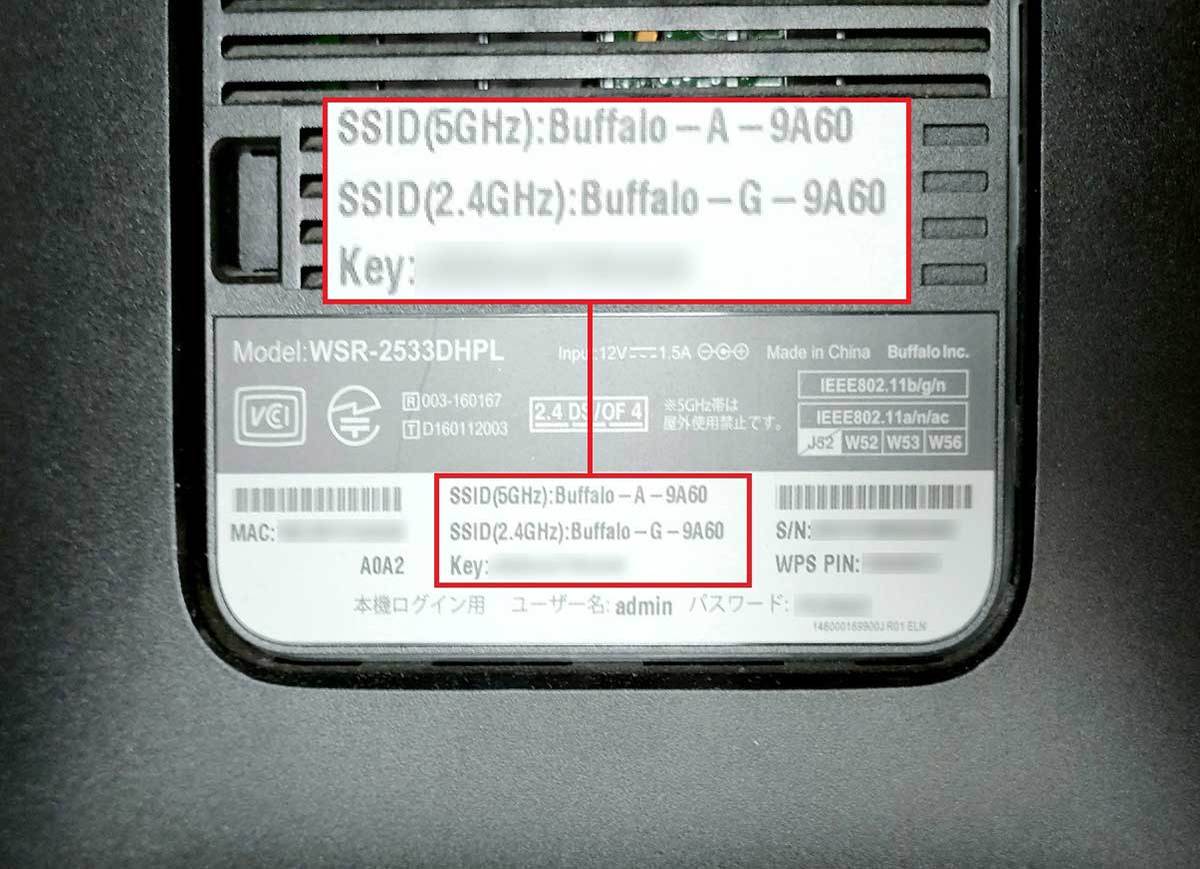 SSID(5GHz):Buffalo-A-9A60
SSID(2.4GHz):Buffalo-G-9A60
Key:
Model:WSR-2533DHPL
Input:12V 1.5A
Made in China
Buffalo Inc.
VCI
R 003-160167
T D160112003
2.4 DS/OF 4
※5GHz帯は
屋外使用禁止です。
IEEE802.11b/g/n
IEEE802.11a/n/ac
J52 W52 W53 W56
MAC:
A0A2
SSID(5GHz):Buffalo-A-9A60
SSID(2.4GHz):Buffalo-G-9A60
Key:
S/N:
WPS PIN:
本機ログイン用 ユーザー名: admin パスワード: